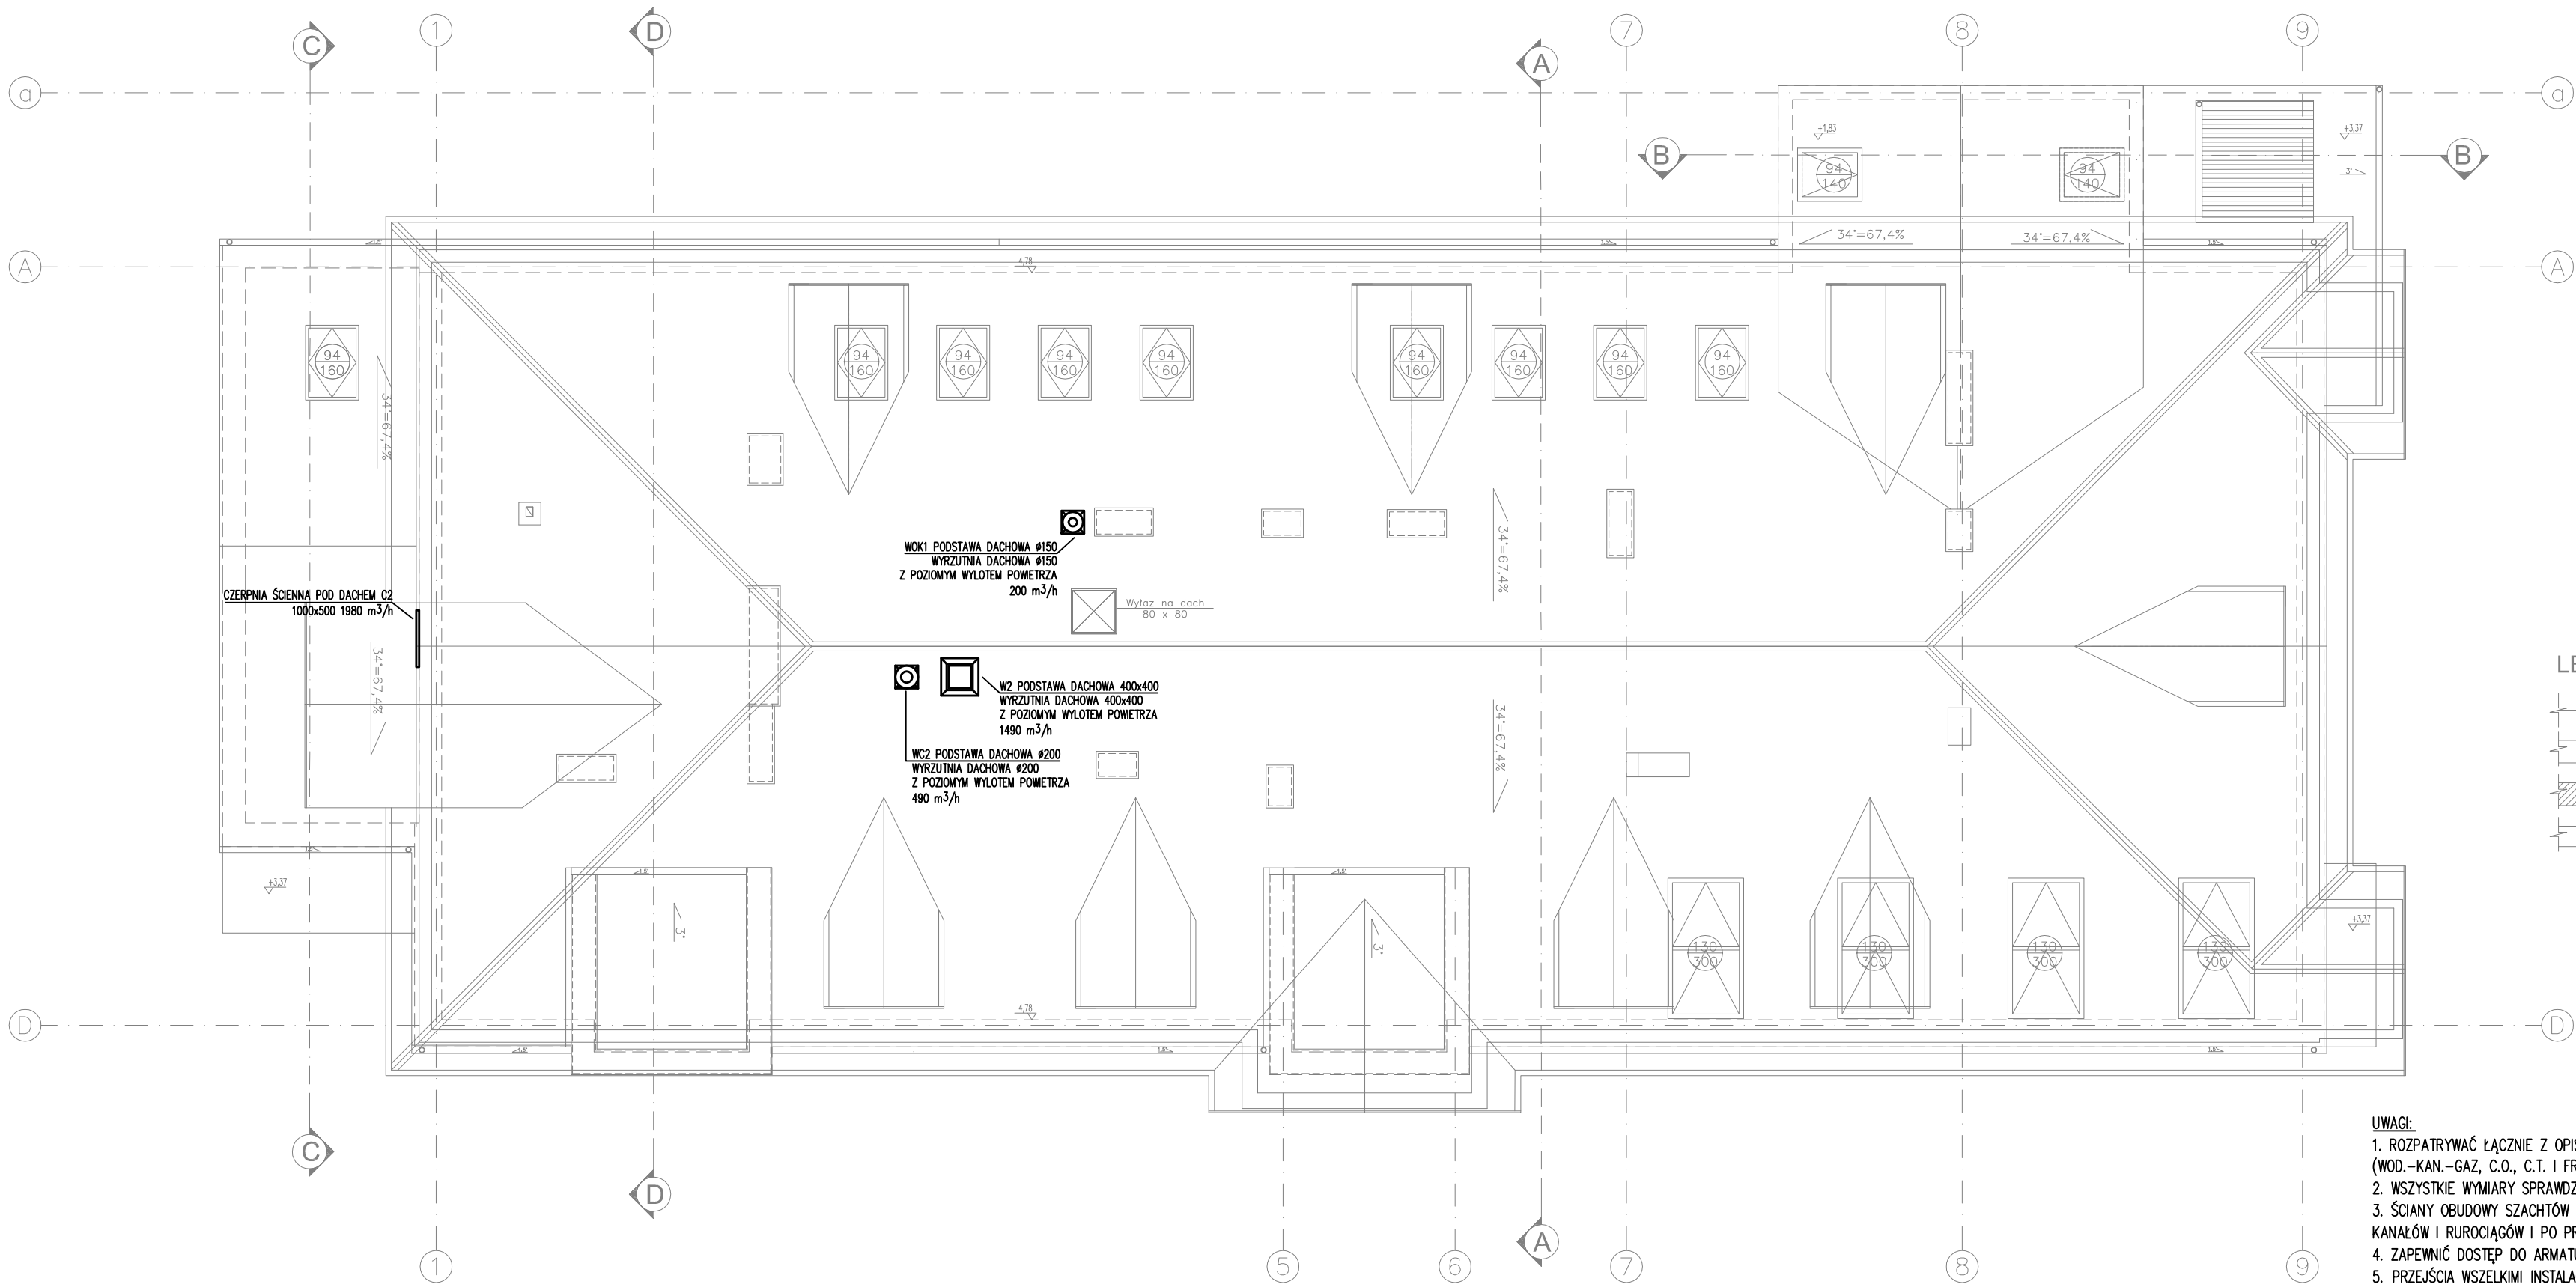 C
1
D
A
7
8
9
a
a
+1,83
+3,37
B
B
94
140
94
140
3°
34°=67,4%
34°=67,4%
A
A
4,78
94
160
94
160
94
160
94
160
94
160
94
160
94
160
94
160
94
160
34°=67,4%
34°=67,4%
WOK1 PODSTAWA DACHOWA ø150
WYRZUTNIA DACHOWA ø150
Z POZIOMYM WYLOTEM POWIETRZA
200 m3/h
CZERPNIA ŚCIENNA POD DACHEM C2
1000x500 1980 m3/h
Wyłaz na dach
80 x 80
34°=67,4%
34°=67,4%
W2 PODSTAWA DACHOWA 400x400
WYRZUTNIA DACHOWA 400x400
Z POZIOMYM WYLOTEM POWIETRZA
1490 m3/h
WC2 PODSTAWA DACHOWA ø200
WYRZUTNIA DACHOWA ø200
Z POZIOMYM WYLOTEM POWIETRZA
490 m3/h
+3,37
3°
3°
130
300
130
300
130
300
130
300
+3,37
4,78
D
D
UWAGI:
1. ROZPATRYWAĆ ŁĄCZNIE Z
(WOD.-KAN.-GAZ, C.O., C.T. I
2. WSZYSTKIE WYMIARY
3. ŚCIANY OBUDOWY SZACHTÓW
KANAŁÓW I RUROCIĄGÓW I PO
4. ZAPEWNIĆ DOSTĘP DO
5. PRZEJŚCIA WSZELKIMI
C
D
A
1
5
6
7
8
9